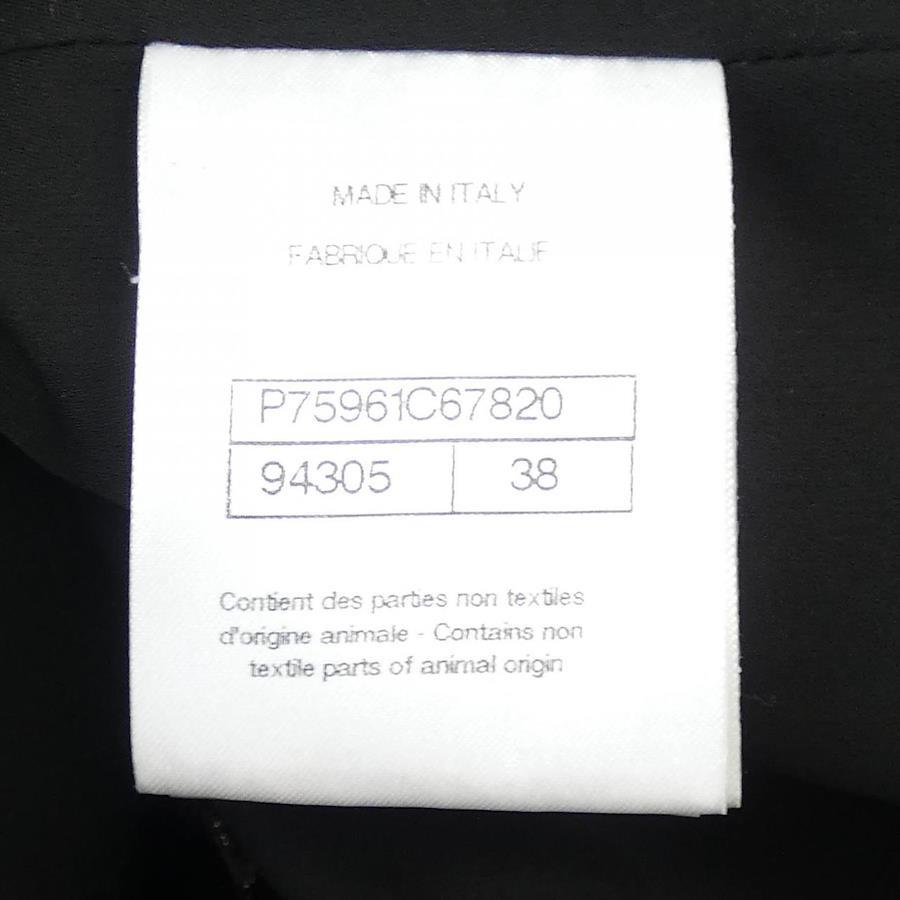 MADE IN ITALY
FABRIQUE EN ITALIE
P75961C67820
94305 38
Contient des parties non textiles
d'origine animale - Contains non
textile parts of animal origin